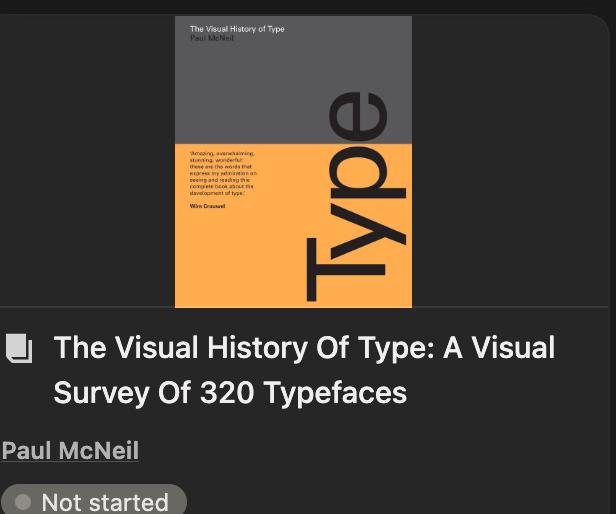 The Visual History of Type
Paul McNeil
'Amazing, overwhelming,
stunning, wonderful:
these are the words that
express my admiration on
seeing and reading this
complete book about the
development of type.'
Wim Crouwel
Type
The Visual History Of Type: A Visual
Survey Of 320 Typefaces
Paul McNeil
Not started